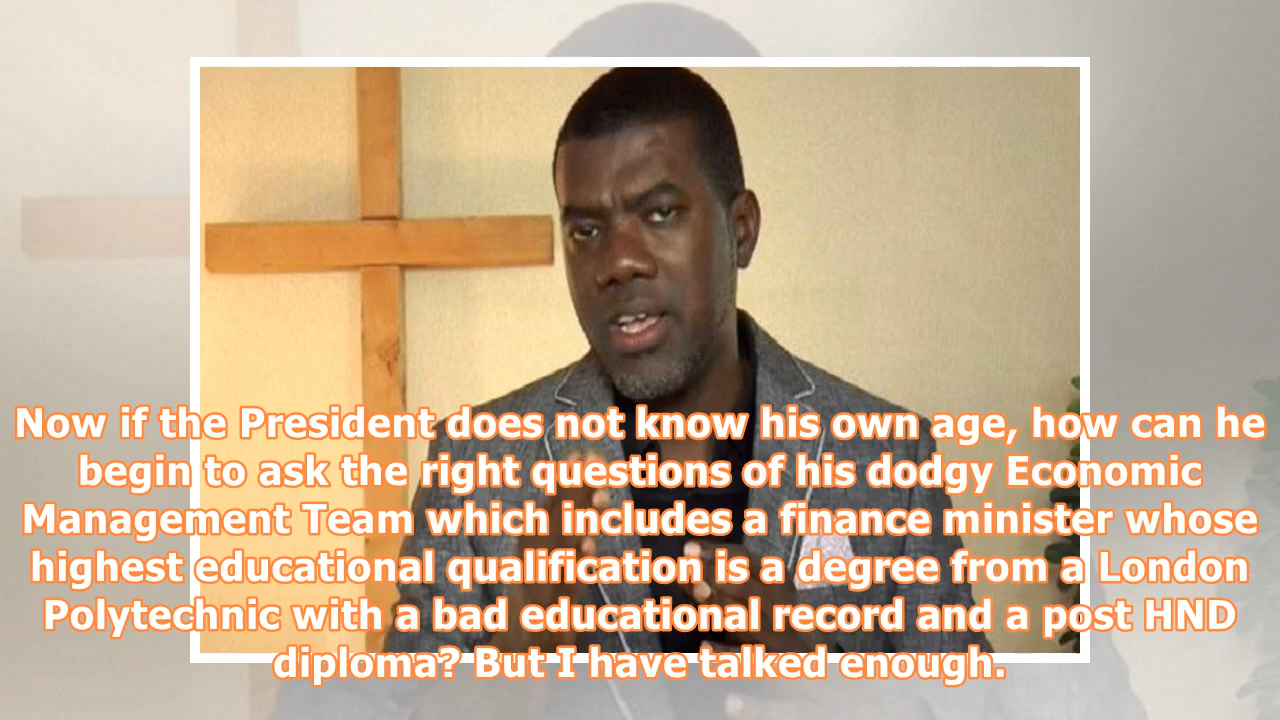 Now if the President does not know his own age, how can he
begin to ask the right questions of his dodgy Economic
Management Team which includes a finance minister whose
highest educational qualification is a degree from a London
Polytechnic with a bad educational record and a post HND
diploma? But I have talked enough.